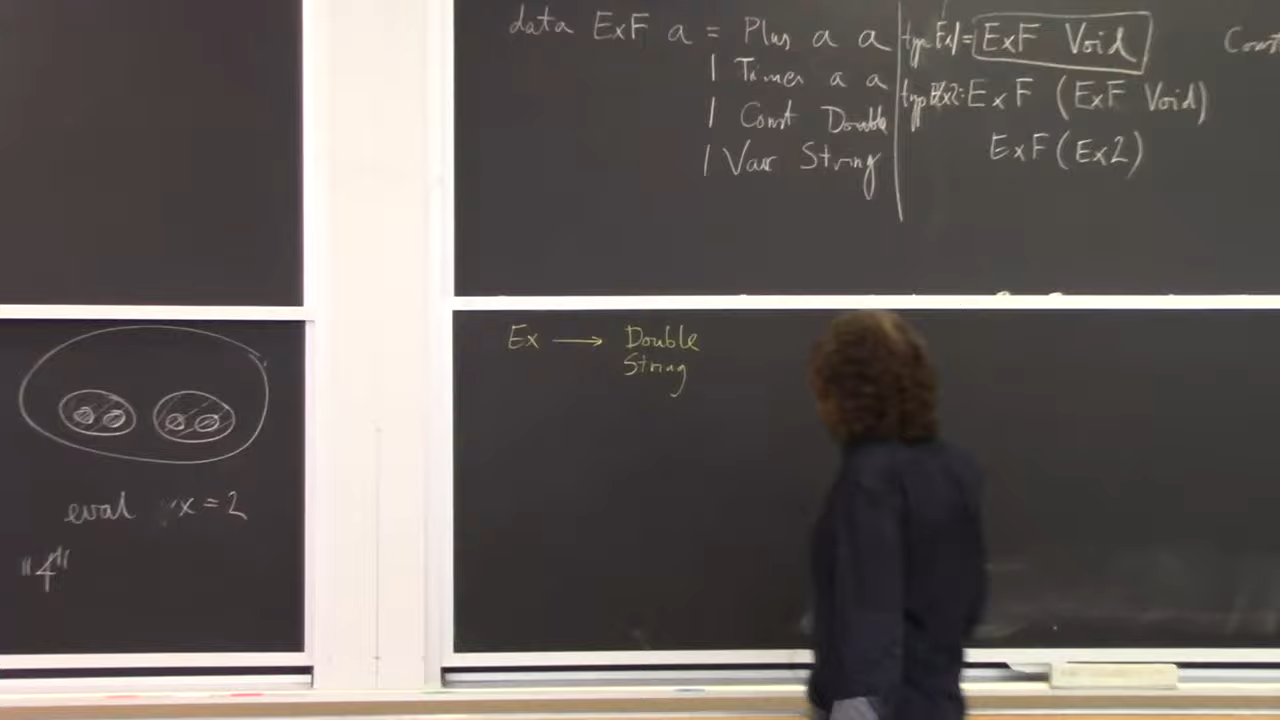 data ExF a = Plus a a
| Times a a
| Const Double
| Var String
type Ex1 = ExF Void
type Ex2 = ExF (ExF Void)
ExF (Ex2)
Const
Ex → Double
String
eval x = 2
"4"